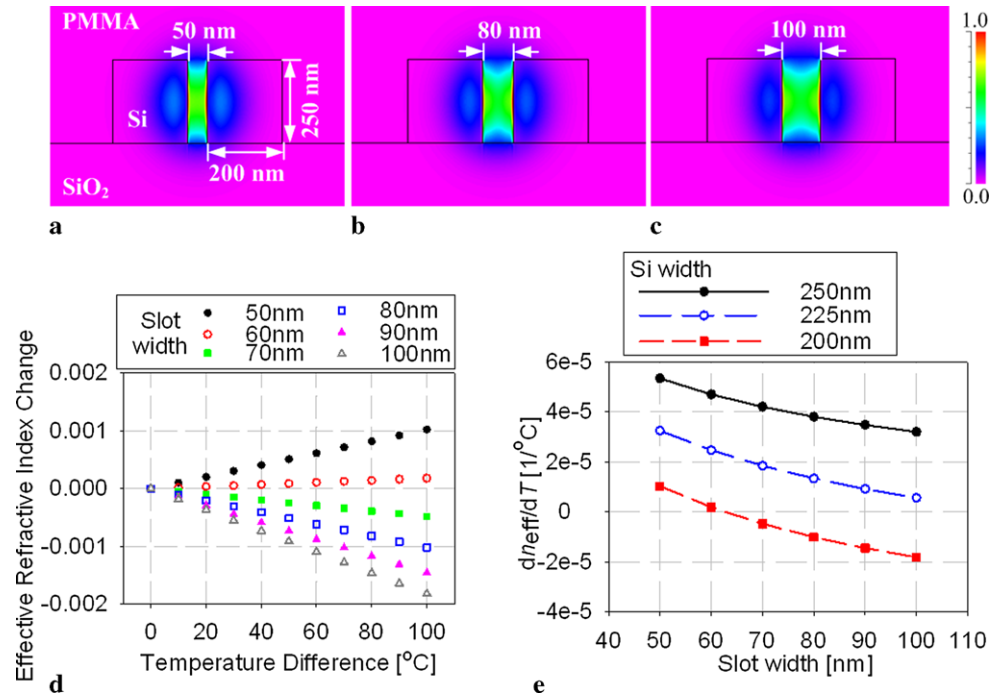 PMMA
50 nm
Si
250 nm
200 nm
SiO₂
80 nm
100 nm
1.0
0.0
a
b
c
Slot width
50nm
60nm
70nm
80nm
90nm
100nm
Effective Refractive Index Change
0.002
0.001
0.000
-0.001
-0.002
0 20 40 60 80 100
Temperature Difference [°C]
d
Si width
250nm
225nm
200nm
dneff/dT [1/°C]
6e-5
4e-5
2e-5
0
-2e-5
-4e-5
40 50 60 70 80 90 100 110
Slot width [nm]
e